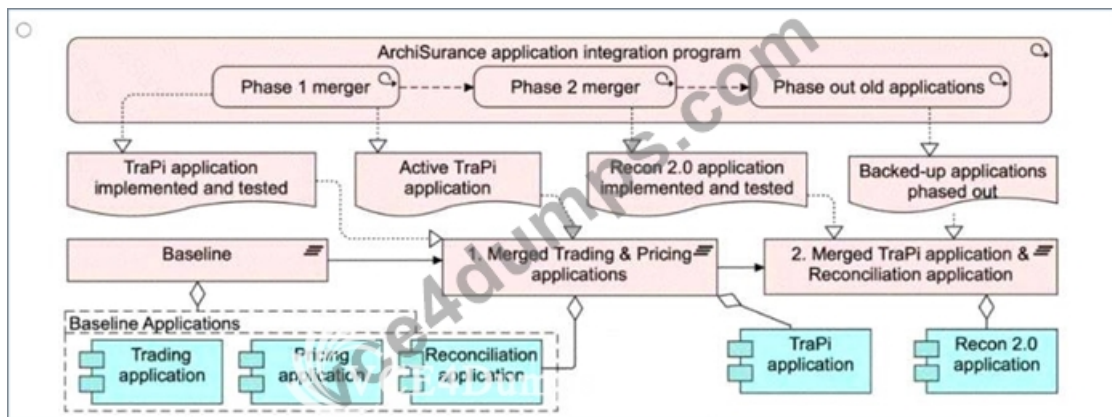 ArchiSurance application integration program
Phase 1 merger
Phase 2 merger
Phase out old applications
TraPi application
implemented and tested
Active TraPi
application
Recon 2.0 application
implemented and tested
Backed-up applications
phased out
Baseline
1. Merged Trading & Pricing
applications
2. Merged TraPi application &
Reconciliation application
Baseline Applications
Trading
application
Pricing
application
Reconciliation
application
TraPi
application
Recon 2.0
application
vce4dumps.com